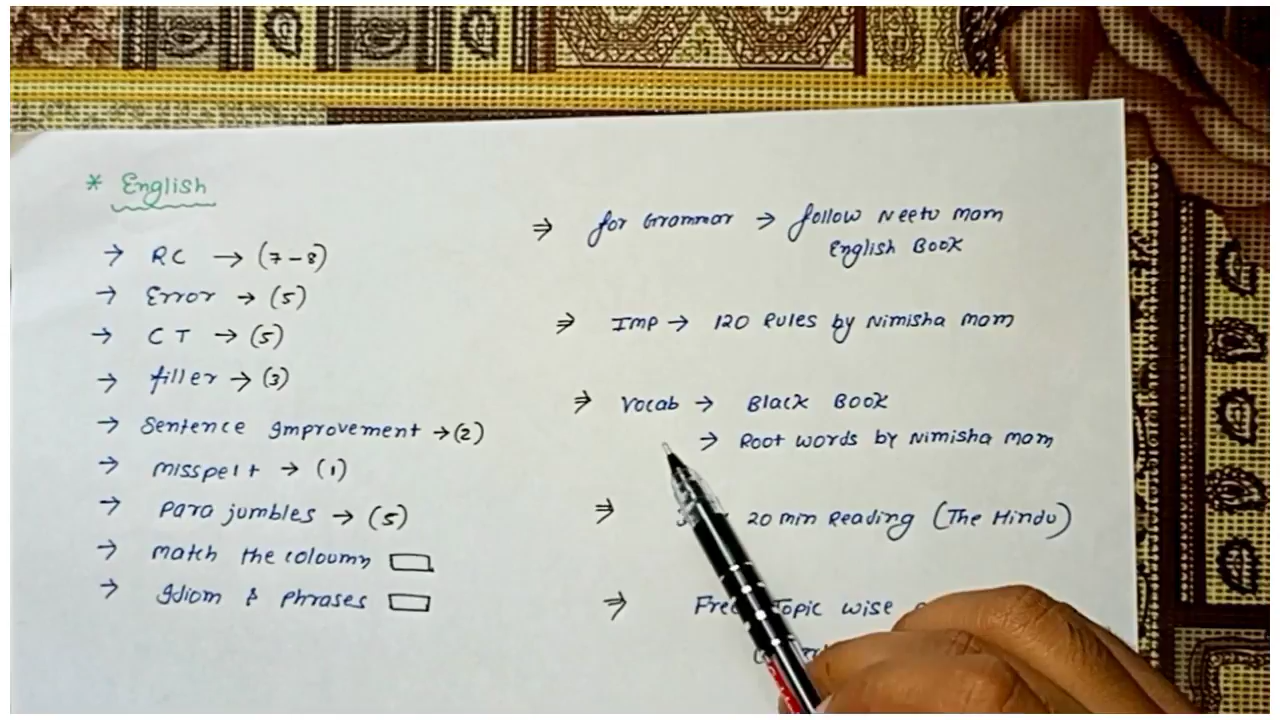 * English
→ RC → (7-8)
→ Error → (5)
→ CT → (5)
→ filler → (3)
→ Sentence Improvement → (2)
→ misspelt → (1)
→ Para jumbles → (5)
→ match the coloumn
→ Idiom & Phrases
⇒ for Grammar → follow Neetu mam
English Book
⇒ Imp → 120 Rules by Nimisha mam
⇒ Vocab → Black Book
→ Root words by Nimisha mam
⇒ 20 min Reading (The Hindu)
⇒ Topic wise